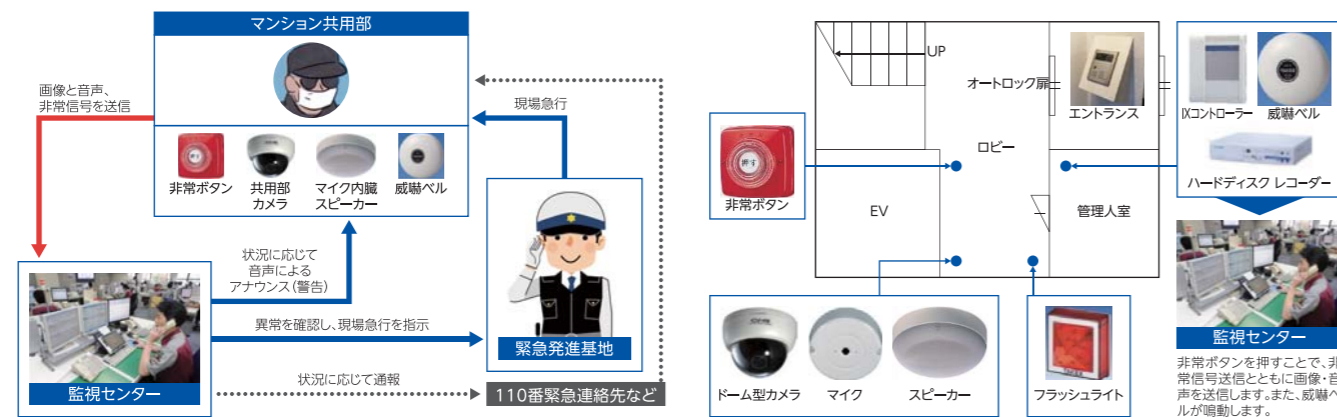 マンション共用部
画像と音声、
非常信号を送信
現場急行
押す
非常ボタン
共用部
カメラ
マイク内臓
スピーカー
威嚇ベル
状況に応じて
音声による
アナウンス（警告）
異常を確認し、現場急行を指示
緊急発進基地
監視センター
状況に応じて通報
110番緊急連絡先など
UP
オートロック扉
エントランス
ロビー
EV
管理人室
押す
非常ボタン
IXコントローラー
威嚇ベル
ハードディスク レコーダー
ドーム型カメラ
マイク
スピーカー
フラッシュライト
監視センター
非常ボタンを押すことで、非
常信号送信とともに画像・音
声を送信します。また、威嚇ベ
ルが鳴動します。